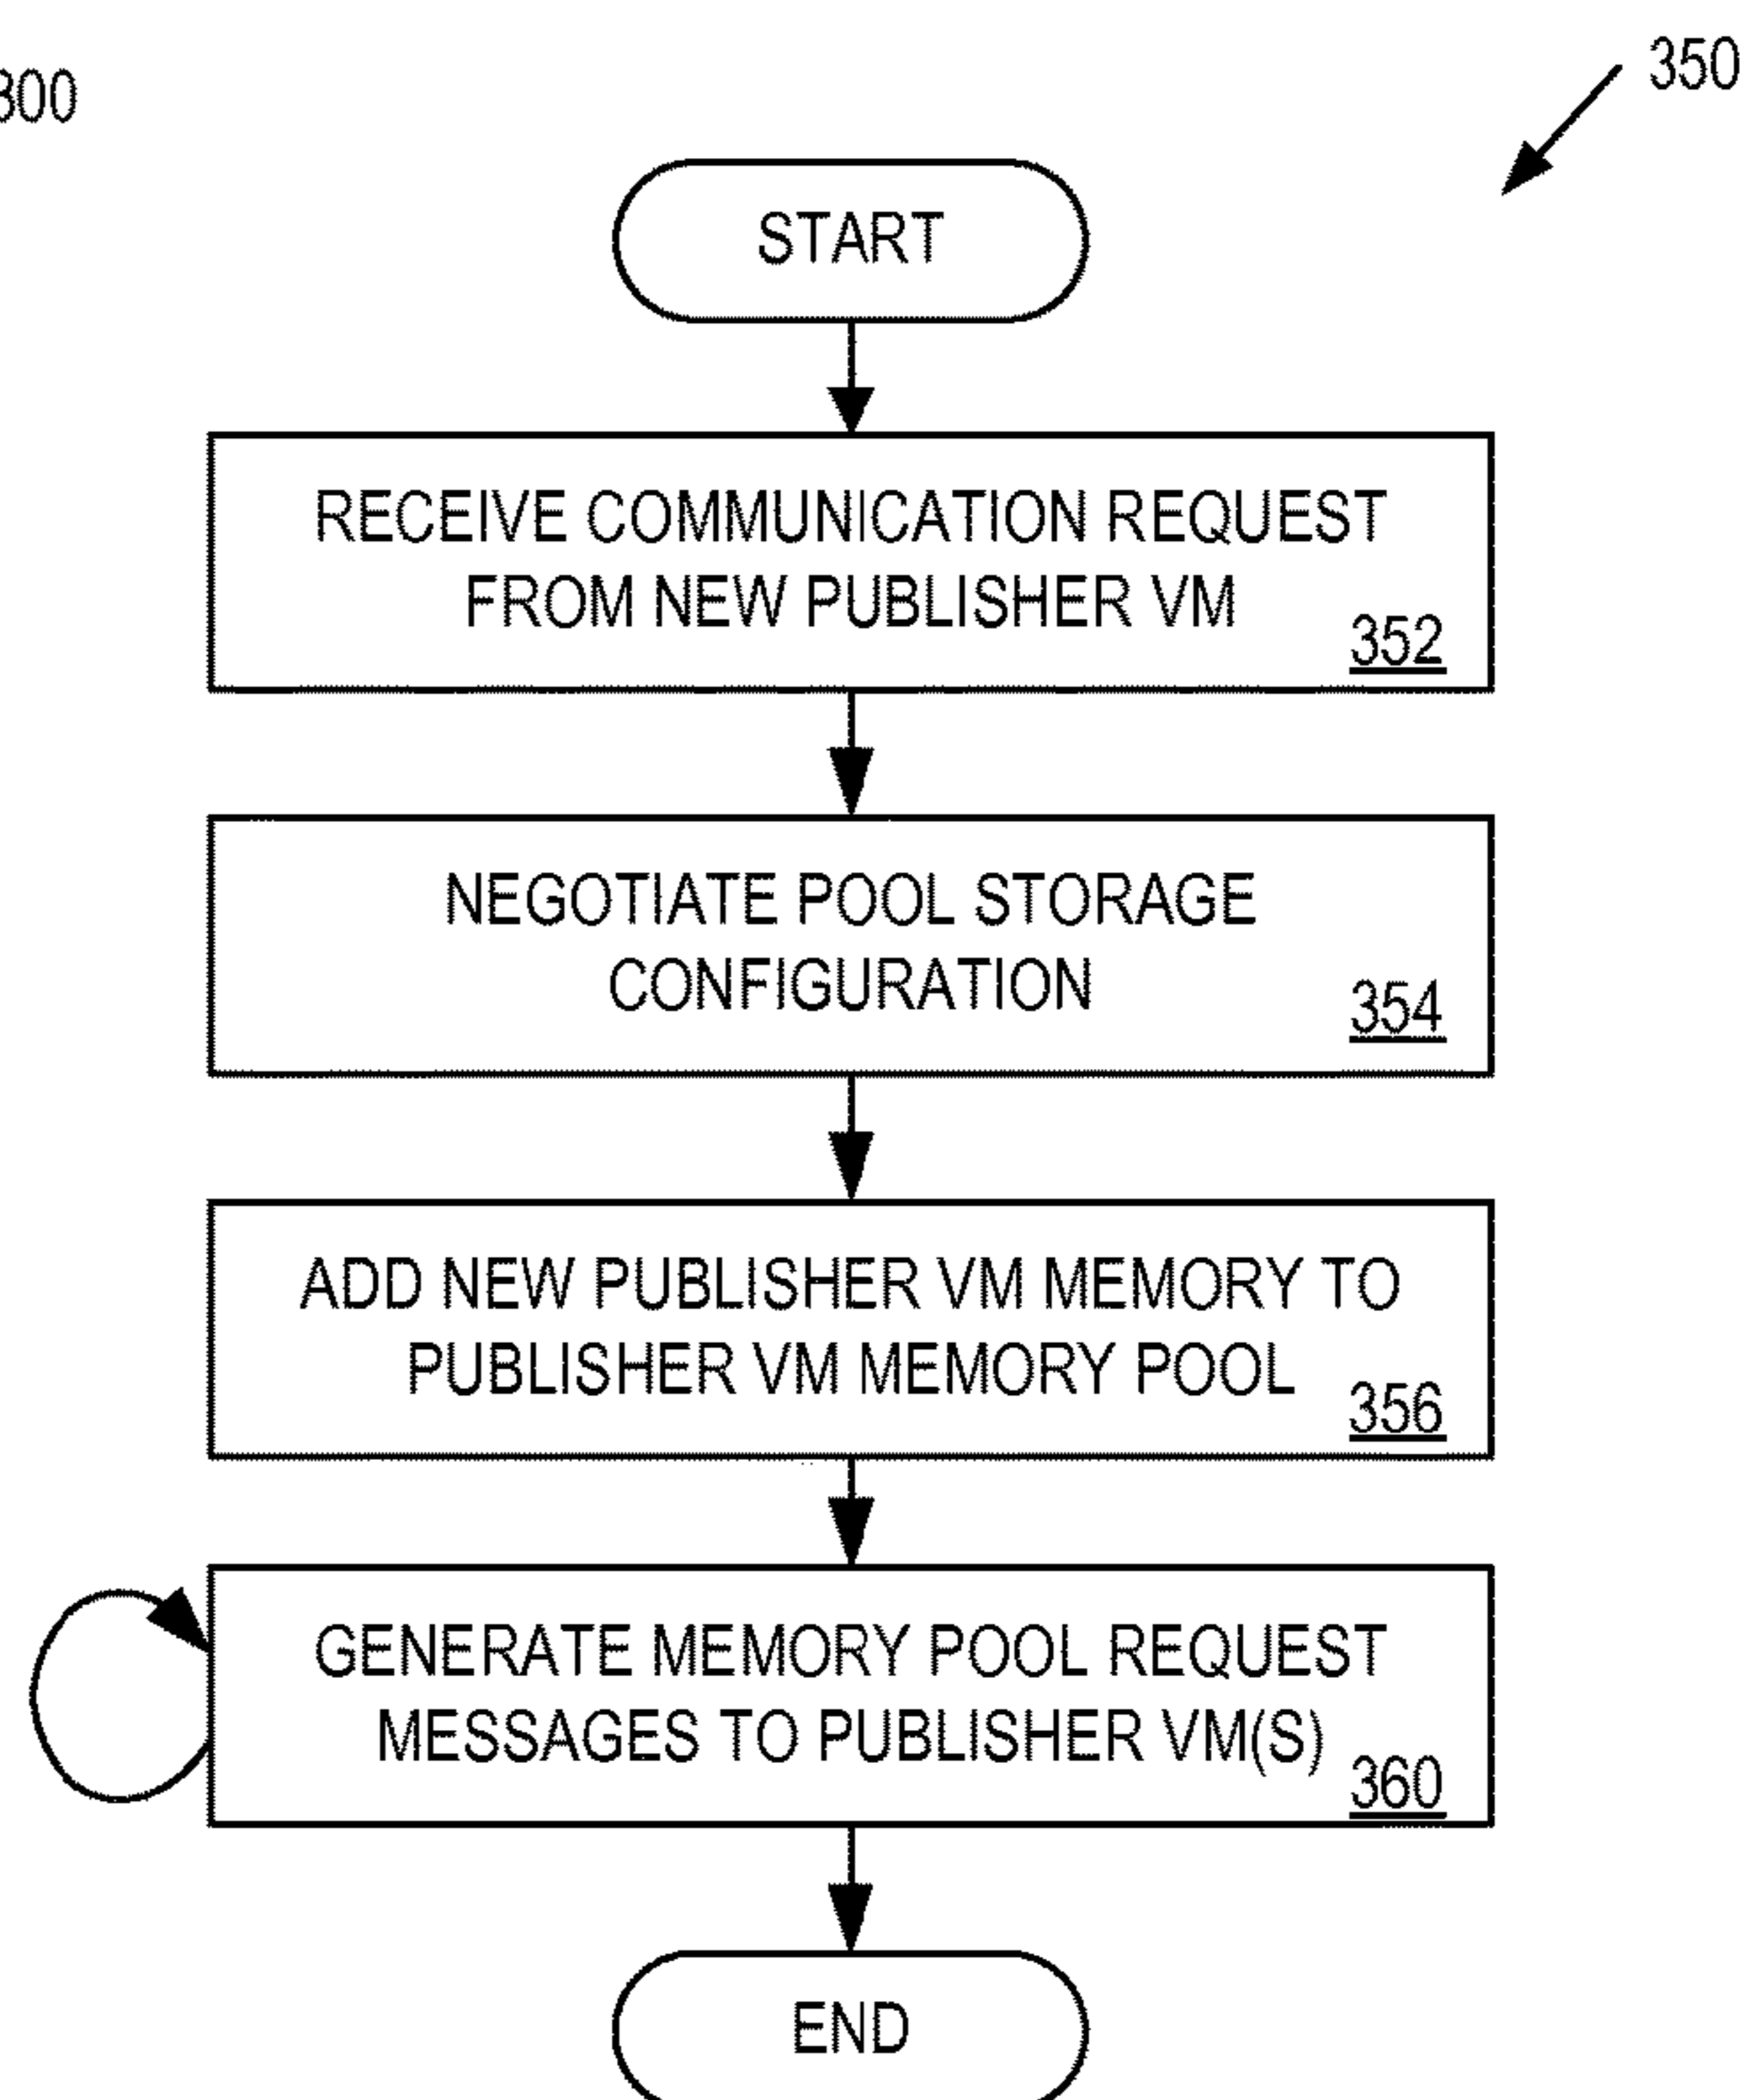 350
START
RECEIVE COMMUNICATION REQUEST
FROM NEW PUBLISHER VM
352
NEGOTIATE POOL STORAGE
CONFIGURATION
354
ADD NEW PUBLISHER VM MEMORY TO
PUBLISHER VM MEMORY POOL
356
GENERATE MEMORY POOL REQUEST
MESSAGES TO PUBLISHER VM(S)
360
END